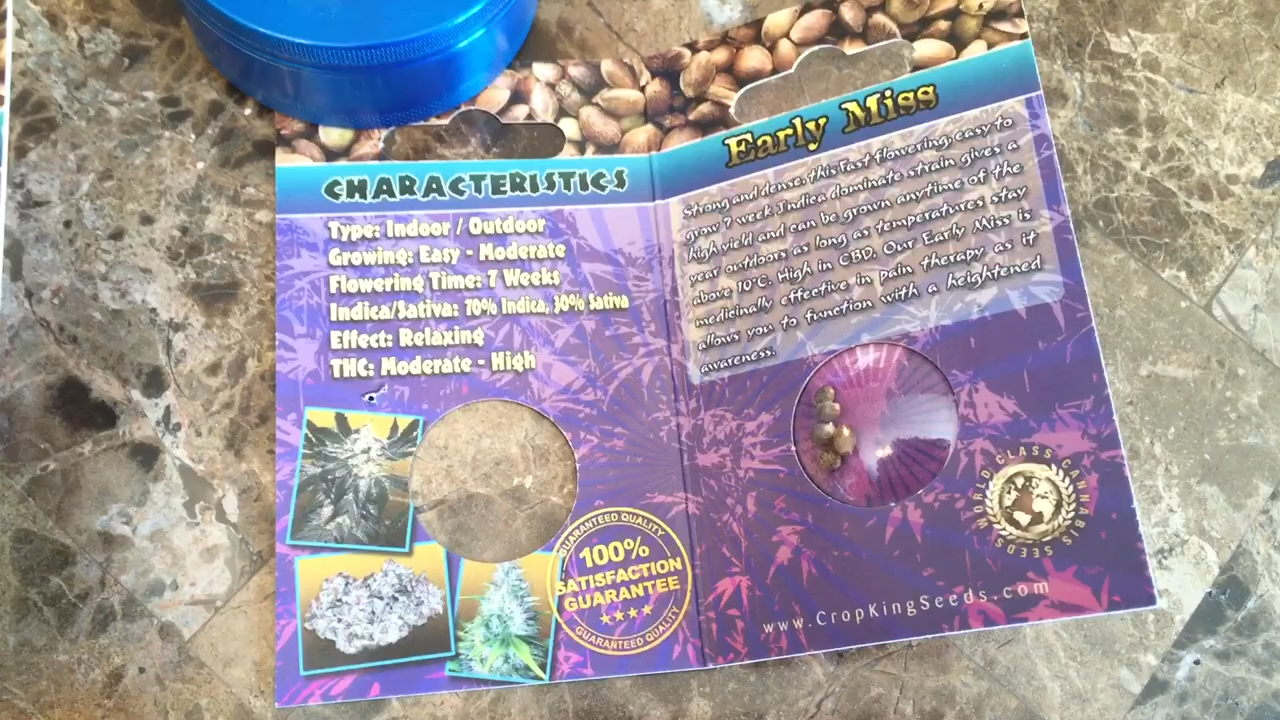 CHARACTERISTICS
Type: Indoor / Outdoor
Growing: Easy - Moderate
Flowering Time: 7 Weeks
Indica/Sativa: 70% Indica, 30% Sativa
Effect: Relaxing
THC: Moderate - High
GUARANTEED QUALITY
100%
SATISFACTION
GUARANTEE
GUARANTEED QUALITY
Early Miss
Strong and dense, this Fast flowering, easy to
grow 7 week Indica dominate strain gives a
high yield and can be grown anytime of the
year outdoors as long as temperatures stay
above 10°C. High in CBD, Our Early Miss is
medicinally effective in pain therapy as it
allows you to function with a heightened
awareness.
WORLD CLASS CANNABIS SEEDS
www.CropKingSeeds.com